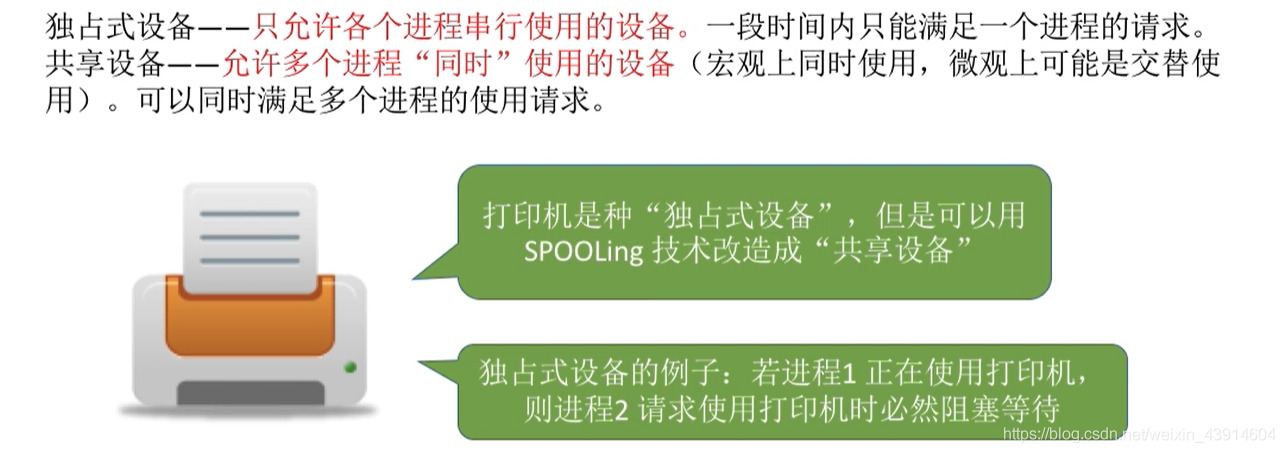 独占式设备——只允许各个进程串行使用的设备。一段时间内只能满足一个进程的请求。
共享设备——允许多个进程“同时”使用的设备（宏观上同时使用，微观上可能是交替使
用）。可以同时满足多个进程的使用请求。
打印机是种“独占式设备”，但是可以用
SPOOLing 技术改造成“共享设备”
独占式设备的例子：若进程1 正在使用打印机，
则进程2 请求使用打印机时必然阻塞等待
https://blog.csdn.net/weixin_43914604